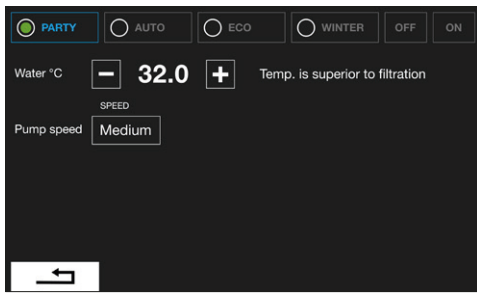 PARTY AUTO ECO WINTER OFF ON
Water °C − 32.0 + Temp. is superior to filtration
SPEED
Pump speed Medium